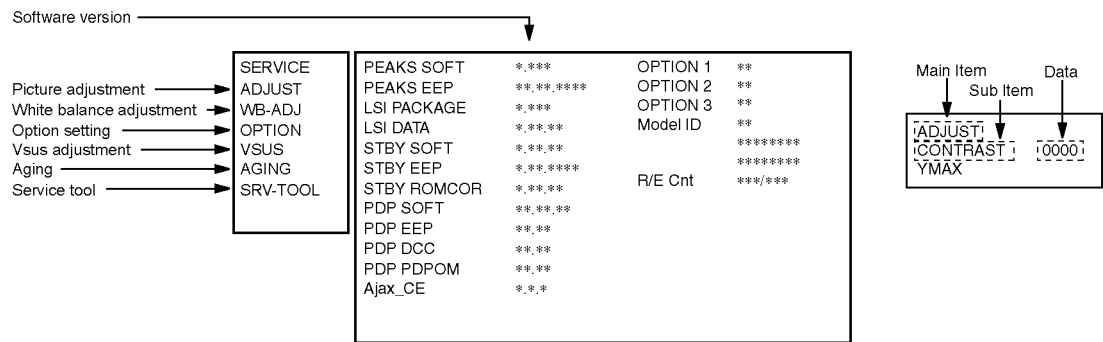 Software version
Picture adjustment
White balance adjustment
Option setting
Vsus adjustment
Aging
Service tool
SERVICE
ADJUST
WB-ADJ
OPTION
VSUS
AGING
SRV-TOOL
PEAKS SOFT *.***
PEAKS EEP **.**.****
LSI PACKAGE *.***
LSI DATA *.**.**
STBY SOFT *.**.**
STBY EEP *.**.****
STBY ROMCOR *.**.**
PDP SOFT **.**.**
PDP EEP **.**
PDP DCC **.**
PDP PDPOM **.**
Ajax_CE *.*.*
OPTION 1 **
OPTION 2 **
OPTION 3 **
Model ID **
********
********
R/E Cnt ***/***
Main Item
Sub Item
Data
ADJUST
CONTRAST 0000
YMAX